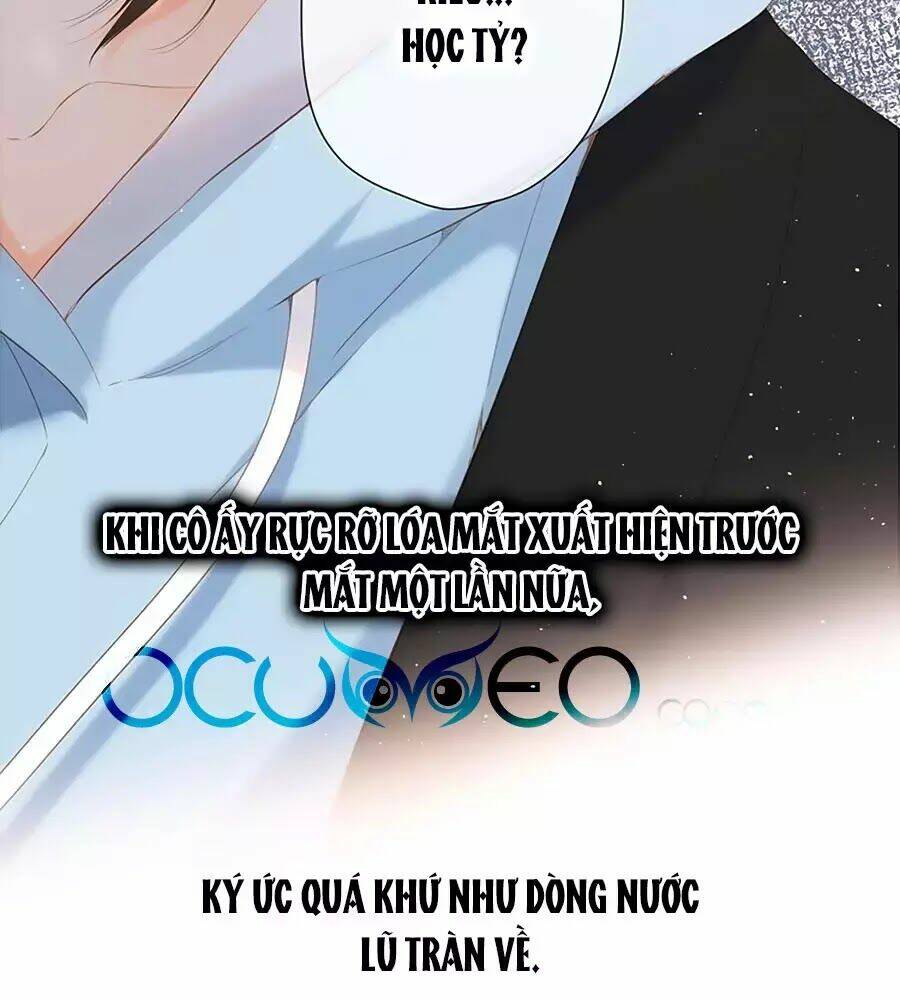 HỌC TỶ?
KHI CÔ ẤY RỰC RỠ LÓA MẮT XUẤT HIỆN TRƯỚC
MẮT MỘT LẦN NỮA,
OCUMEO
KÝ ỨC QUÁ KHỨ NHƯ DÒNG NƯỚC
LŨ TRÀN VỀ.